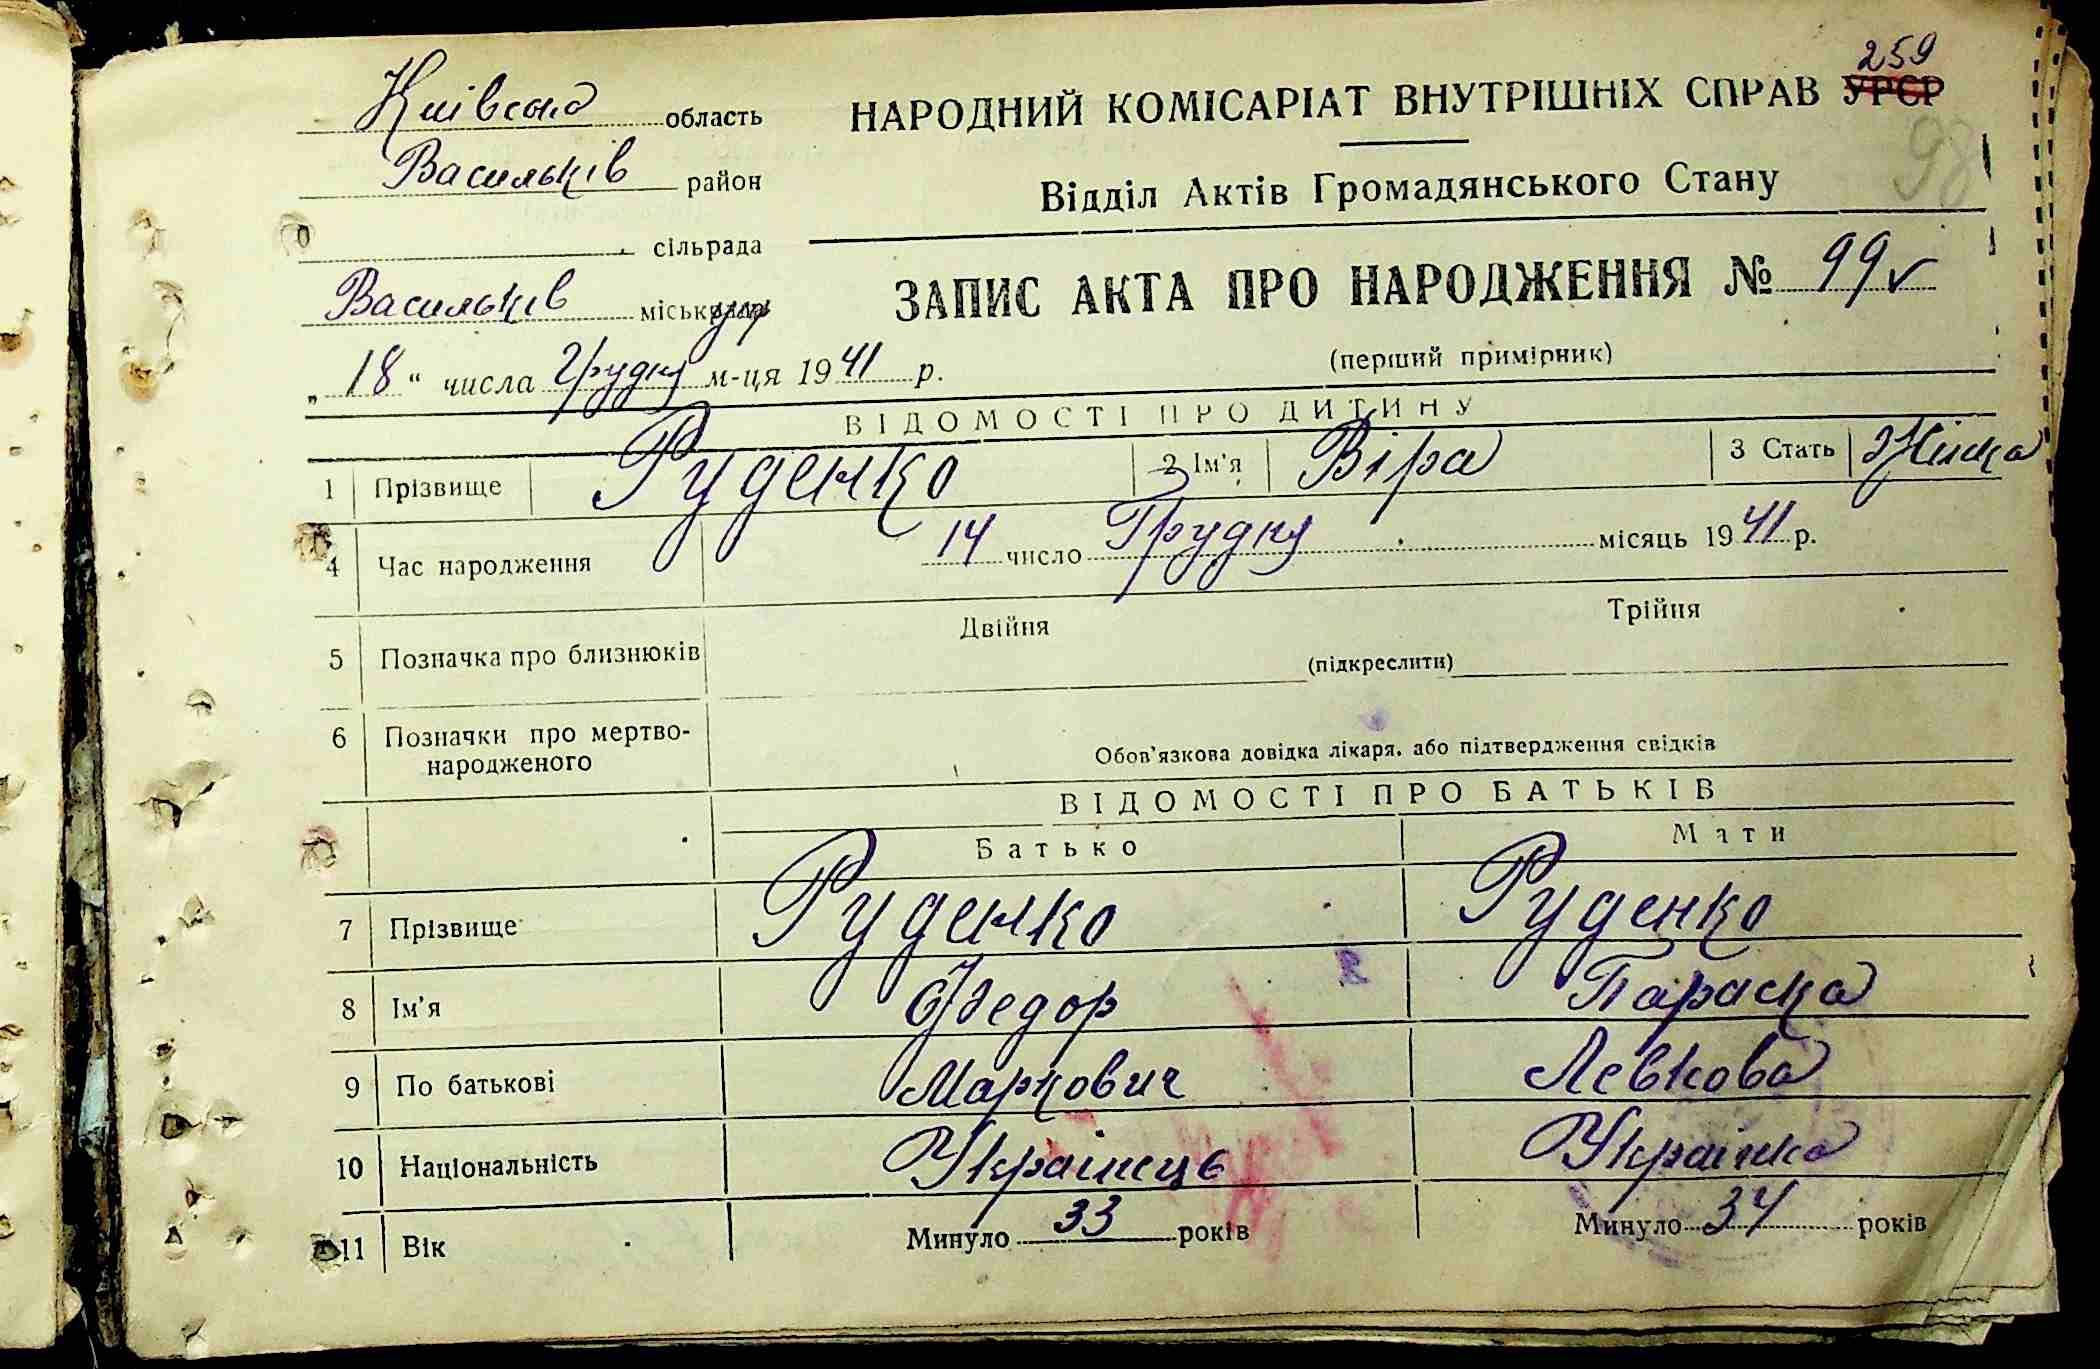 259
Київська область
Васильків район
сільрада
Васильків міськ
„18“ числа Грудня м-ця 1941 р.
НАРОДНИЙ КОМІСАРІАТ ВНУТРІШНІХ СПРАВ УРСР
98
Відділ Актів Громадянського Стану
ЗАПИС АКТА ПРО НАРОДЖЕННЯ № 99
(перший примірник)
ВІДОМОСТІ ПРО ДИТИНУ
1 Прізвище Руденко 2 Ім'я Віра 3 Стать Жінка
4 Час народження 14 число Грудня місяць 1941 р.
5 Позначка про близнюків Двійня (підкреслити) Трійня
6 Позначки про мертво-
народженого Обов'язкова довідка лікаря, або підтвердження свідків
ВІДОМОСТІ ПРО БАТЬКІВ
Батько Мати
7 Прізвище Руденко Руденко
8 Ім'я Федор Параска
9 По батькові Маркович Левкова
10 Національність Українець Українка
11 Вік Минуло 33 років Минуло 34 років